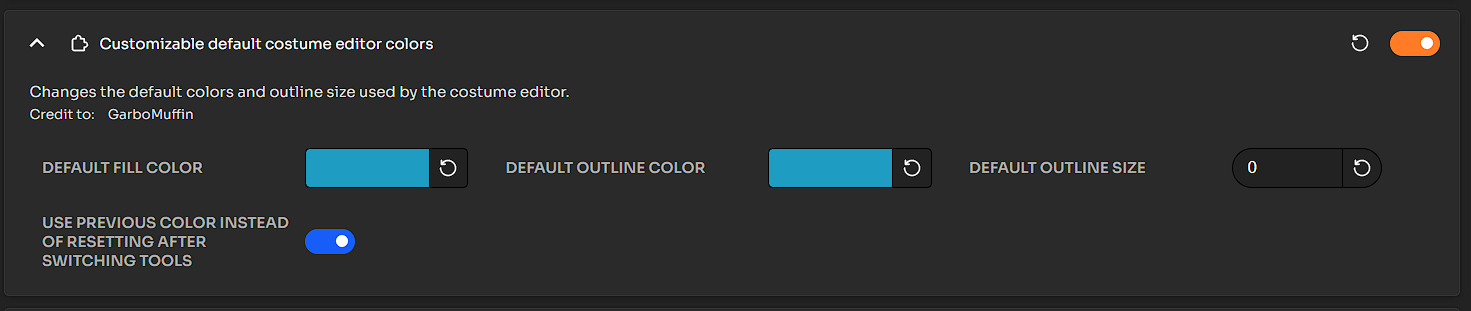 Customizable default costume editor colors
Changes the default colors and outline size used by the costume editor.
Credit to: GarboMuffin
DEFAULT FILL COLOR
DEFAULT OUTLINE COLOR
DEFAULT OUTLINE SIZE
0
USE PREVIOUS COLOR INSTEAD
OF RESETTING AFTER
SWITCHING TOOLS